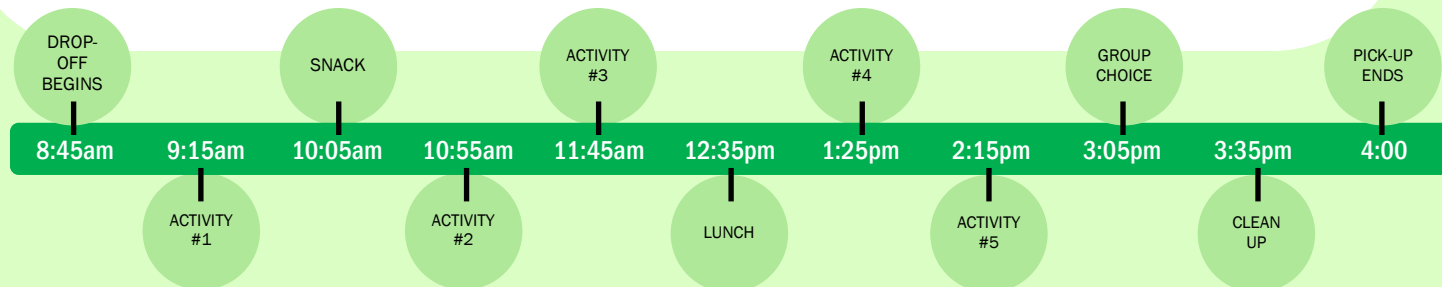 DROP-
OFF
BEGINS
SNACK
ACTIVITY
#3
ACTIVITY
#4
GROUP
CHOICE
PICK-UP
ENDS
8:45am 9:15am 10:05am 10:55am 11:45am 12:35pm 1:25pm 2:15pm 3:05pm 3:35pm 4:00
ACTIVITY
#1
ACTIVITY
#2
LUNCH
ACTIVITY
#5
CLEAN
UP